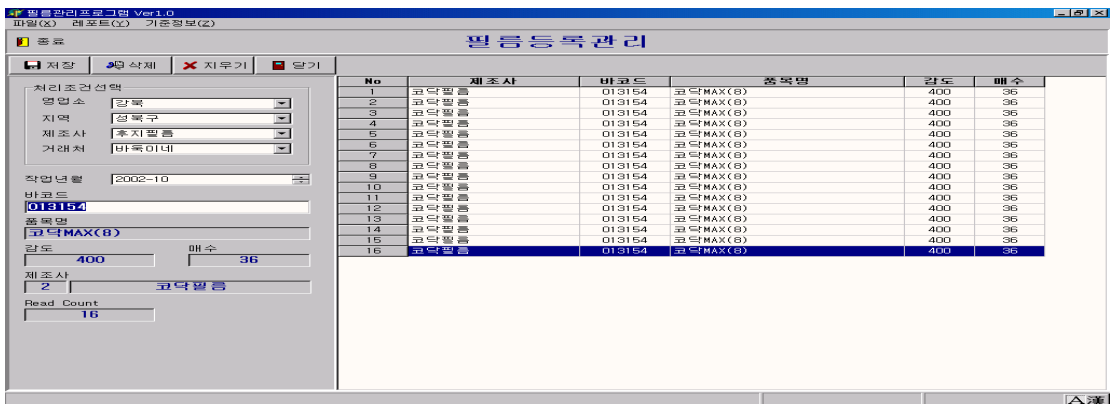 필름관리프로그램 Ver1.0
파일(X) 레포트(Y) 기준정보(Z)
종료
필름등록관리
저장 삭제 지우기 닫기
처리조건선택
영업소 강북
지역 성북구
제조사 후지필름
거래처 바둑이네
작업년월 2002-10
바코드
013154
품목명
코닥MAX(8)
감도 매수
400 36
제조사
2 코닥필름
Read Count
16
No 제조사 바코드 품목명 감도 매수
1 코닥필름 013154 코닥MAX(8) 400 36
2 코닥필름 013154 코닥MAX(8) 400 36
3 코닥필름 013154 코닥MAX(8) 400 36
4 코닥필름 013154 코닥MAX(8) 400 36
5 코닥필름 013154 코닥MAX(8) 400 36
6 코닥필름 013154 코닥MAX(8) 400 36
7 코닥필름 013154 코닥MAX(8) 400 36
8 코닥필름 013154 코닥MAX(8) 400 36
9 코닥필름 013154 코닥MAX(8) 400 36
10 코닥필름 013154 코닥MAX(8) 400 36
11 코닥필름 013154 코닥MAX(8) 400 36
12 코닥필름 013154 코닥MAX(8) 400 36
13 코닥필름 013154 코닥MAX(8) 400 36
14 코닥필름 013154 코닥MAX(8) 400 36
15 코닥필름 013154 코닥MAX(8) 400 36
16 코닥필름 013154 코닥MAX(8) 400 36
A漢